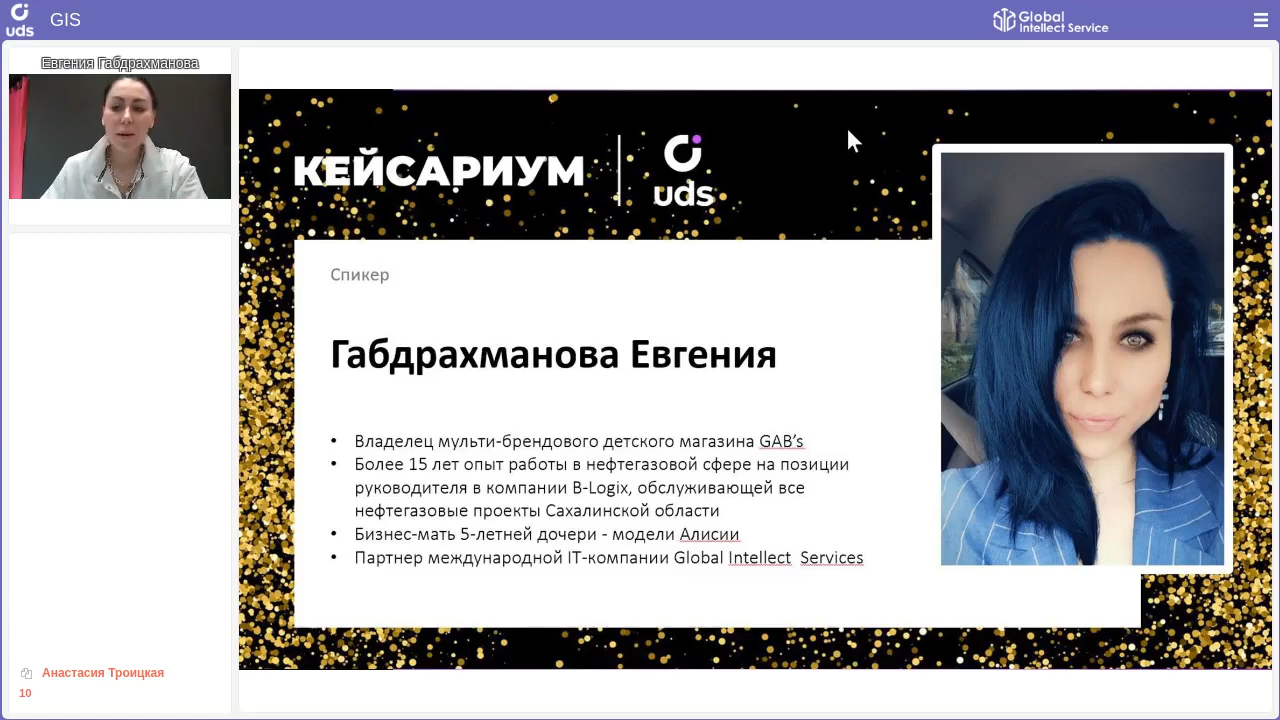 uds
GIS
Global
Intellect Service
Евгения Габдрахманова
КЕЙСАРИУМ
uds
Спикер
Габдрахманова Евгения
• Владелец мульти-брендового детского магазина GAB’s
• Более 15 лет опыт работы в нефтегазовой сфере на позиции
руководителя в компании B-Logix, обслуживающей все
нефтегазовые проекты Сахалинской области
• Бизнес-мать 5-летней дочери - модели Алисии
• Партнер международной IT-компании Global Intellect Services
Анастасия Троицкая
10